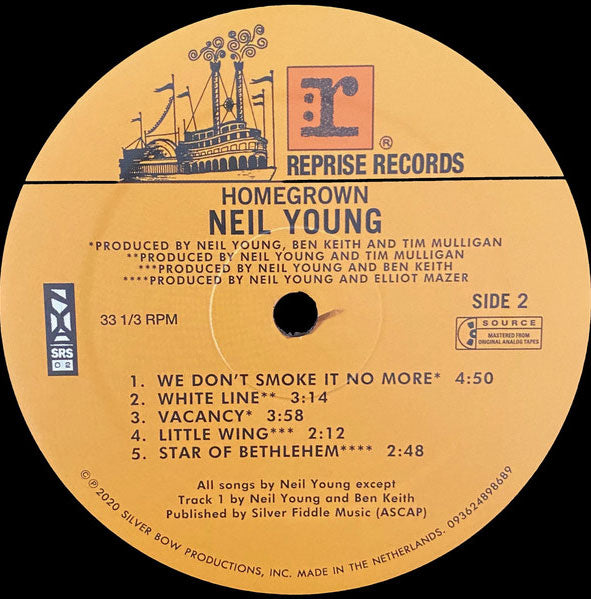 r
®
REPRISE RECORDS
HOMEGROWN
NEIL YOUNG
*PRODUCED BY NEIL YOUNG, BEN KEITH AND TIM MULLIGAN
**PRODUCED BY NEIL YOUNG AND TIM MULLIGAN
***PRODUCED BY NEIL YOUNG AND BEN KEITH
****PRODUCED BY NEIL YOUNG AND ELLIOT MAZER
33 1/3 RPM
SIDE 2
SRS
02
SOURCE
MASTERED FROM
ORIGINAL ANALOG TAPES
1. WE DON'T SMOKE IT NO MORE* 4:50
2. WHITE LINE** 3:14
3. VACANCY* 3:58
4. LITTLE WING*** 2:12
5. STAR OF BETHLEHEM**** 2:48
All songs by Neil Young except
Track 1 by Neil Young and Ben Keith
Published by Silver Fiddle Music (ASCAP)
©℗ 2020 SILVER BOW PRODUCTIONS, INC. MADE IN THE NETHERLANDS. 093624898689